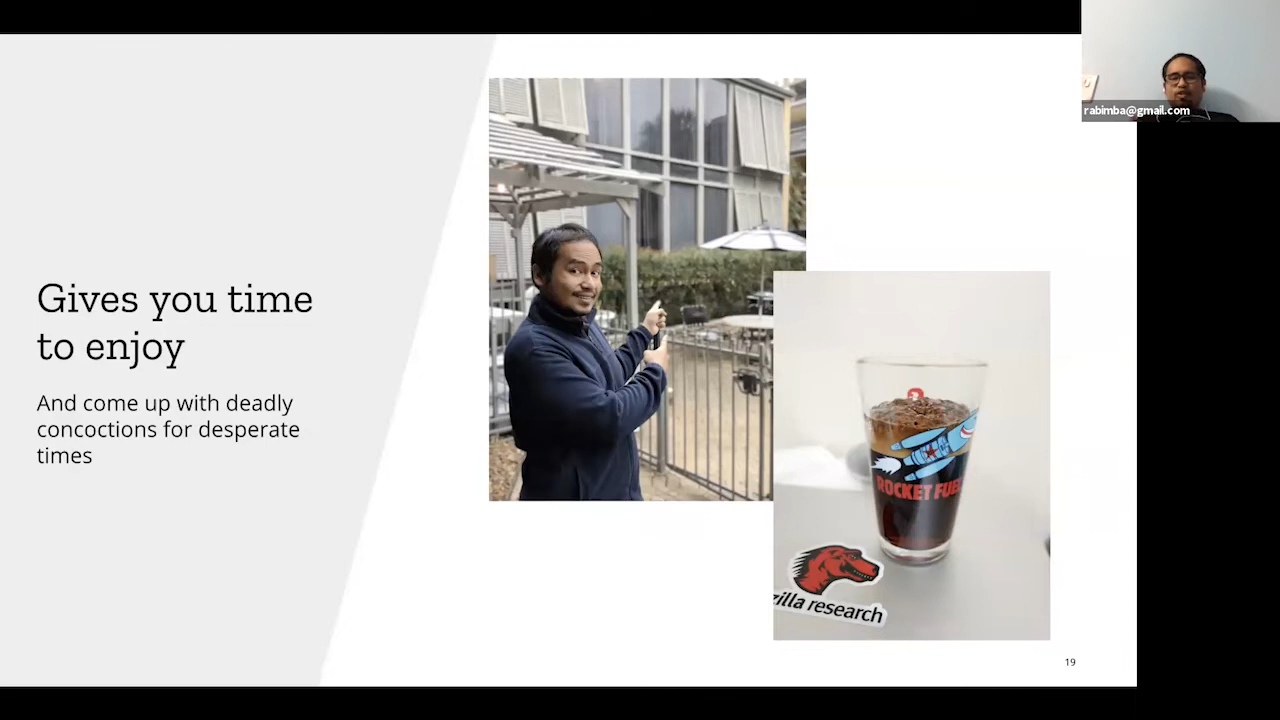 rabimba@gmail.com
Gives you time
to enjoy
And come up with deadly
concoctions for desperate
times
ROCKET FUEL
zilla research
19